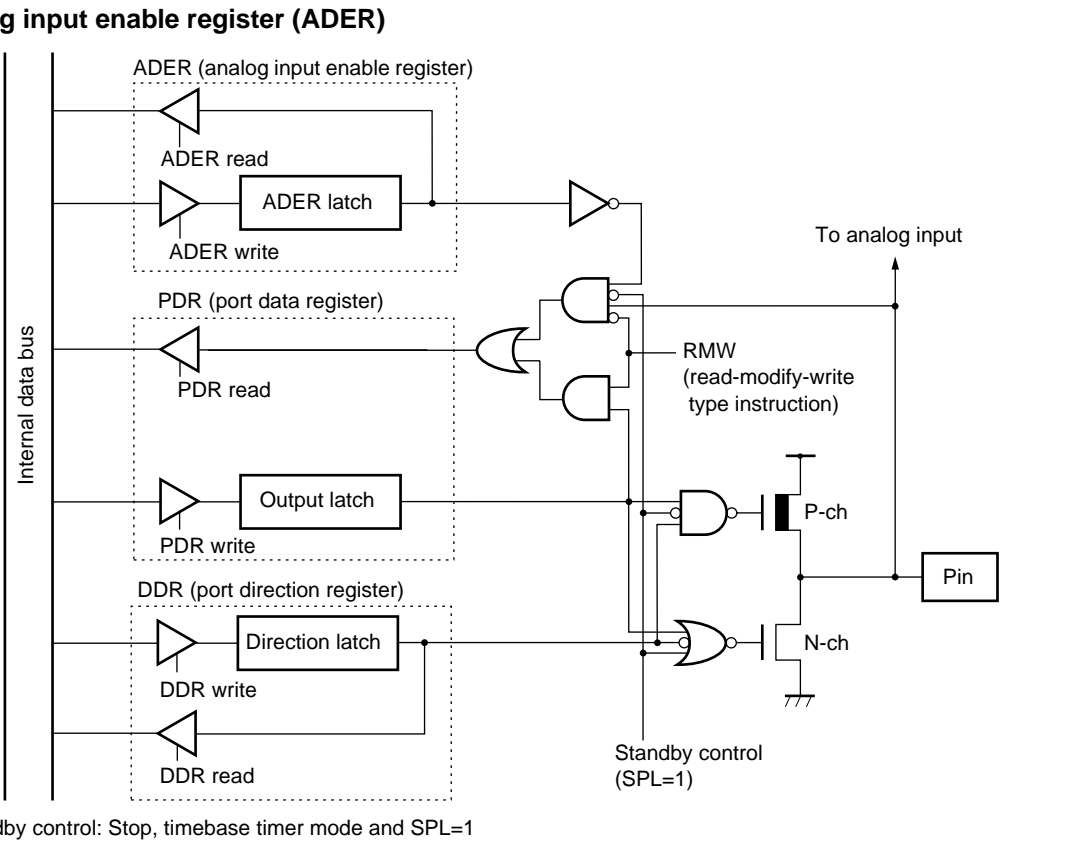 g input enable register (ADER)
ADER (analog input enable register)
ADER read
ADER latch
ADER write
To analog input
PDR (port data register)
Internal data bus
RMW
(read-modify-write
type instruction)
PDR read
Output latch
P-ch
PDR write
Pin
DDR (port direction register)
Direction latch
N-ch
DDR write
Standby control
(SPL=1)
DDR read
dby control: Stop, timebase timer mode and SPL=1